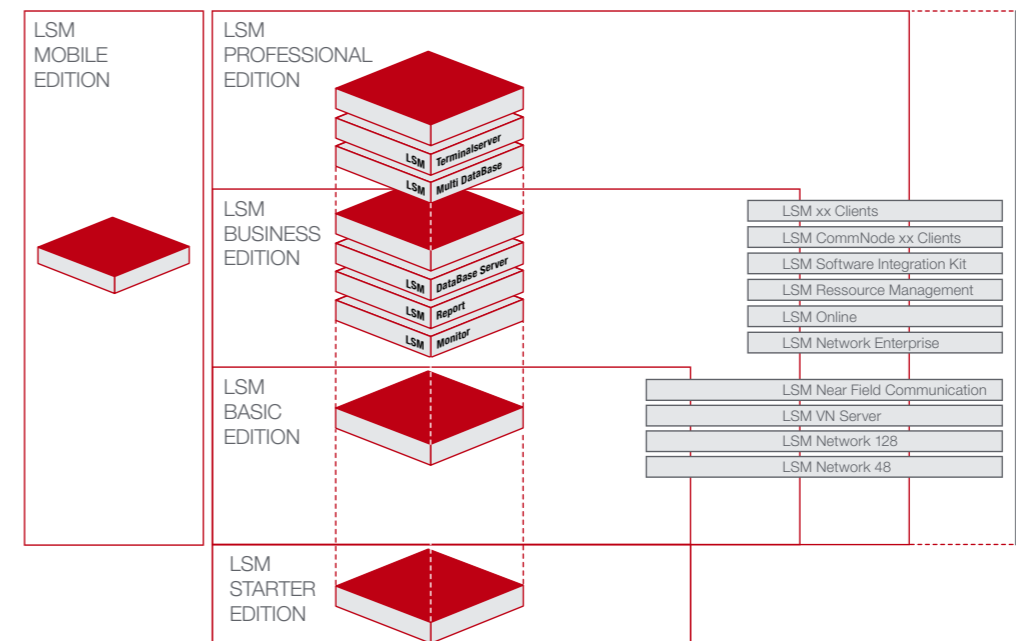 LSM
MOBILE
EDITION
LSM
PROFESSIONAL
EDITION
LSM Terminalserver
LSM Multi DataBase
LSM
BUSINESS
EDITION
LSM DataBase Server
LSM Report
LSM Monitor
LSM xx Clients
LSM CommNode xx Clients
LSM Software Integration Kit
LSM Ressource Management
LSM Online
LSM Network Enterprise
LSM
BASIC
EDITION
LSM Near Field Communication
LSM VN Server
LSM Network 128
LSM Network 48
LSM
STARTER
EDITION